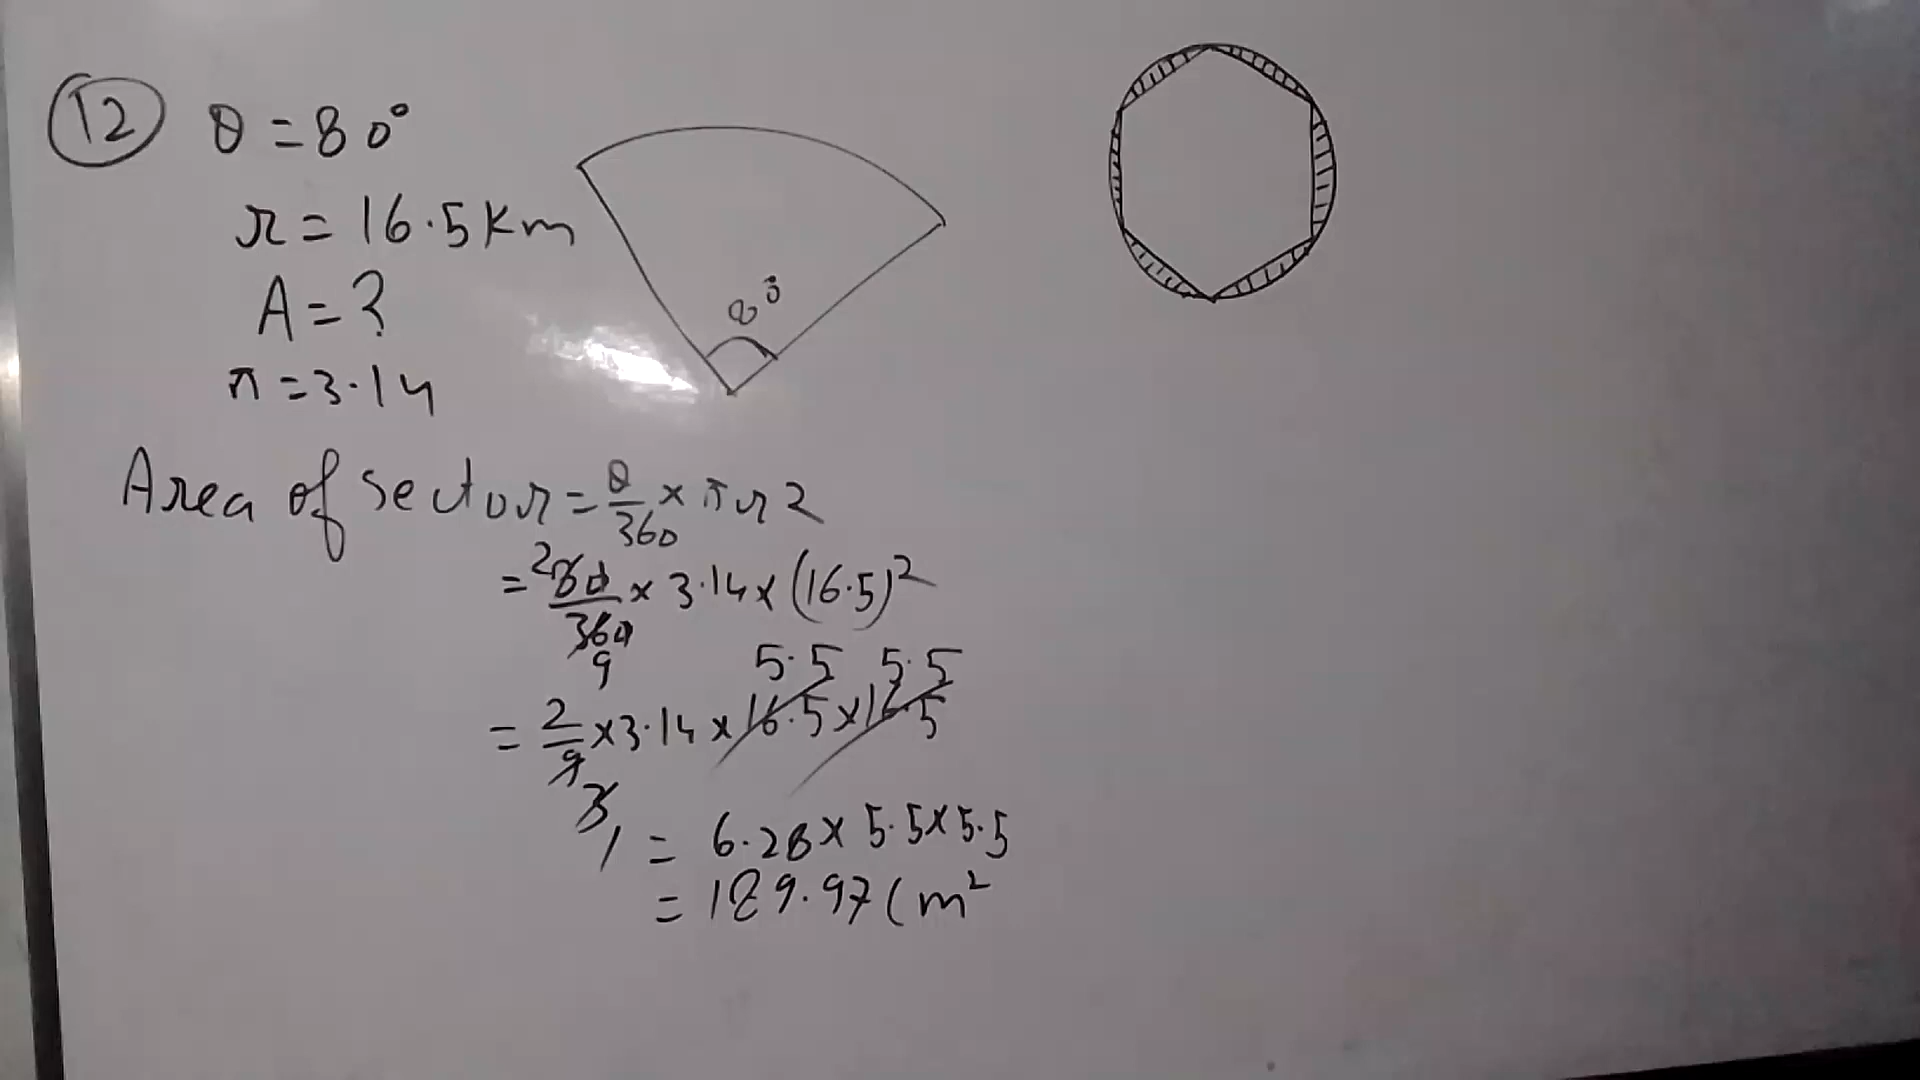 12 θ = 80°
r = 16.5 Km
A = ?
π = 3.14
80°
Area of sector = θ/360 × πr2
= 2 80/360 9 × 3.14 × (16.5)²
5.5 5.5
= 2/9 × 3.14 × 16.5 × 16.5
3
1 = 6.28 × 5.5 × 5.5
= 189.97 (m²